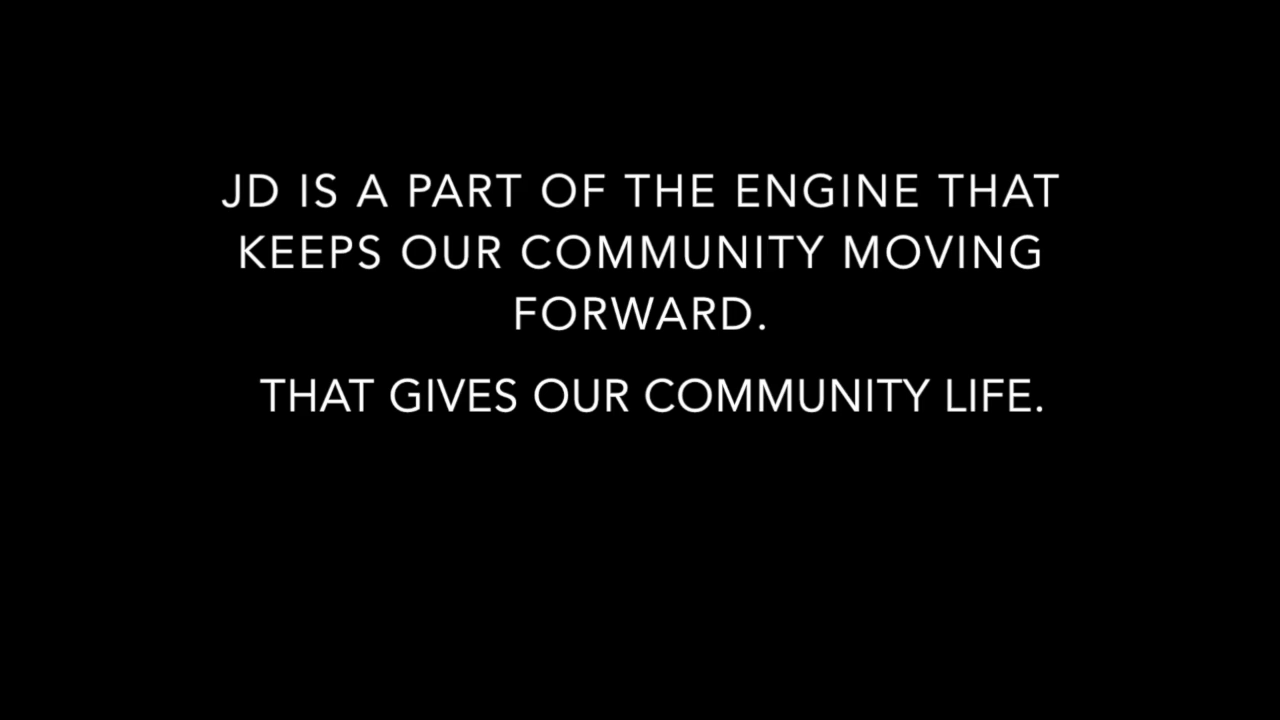 JD IS A PART OF THE ENGINE THAT
KEEPS OUR COMMUNITY MOVING
FORWARD.
THAT GIVES OUR COMMUNITY LIFE.